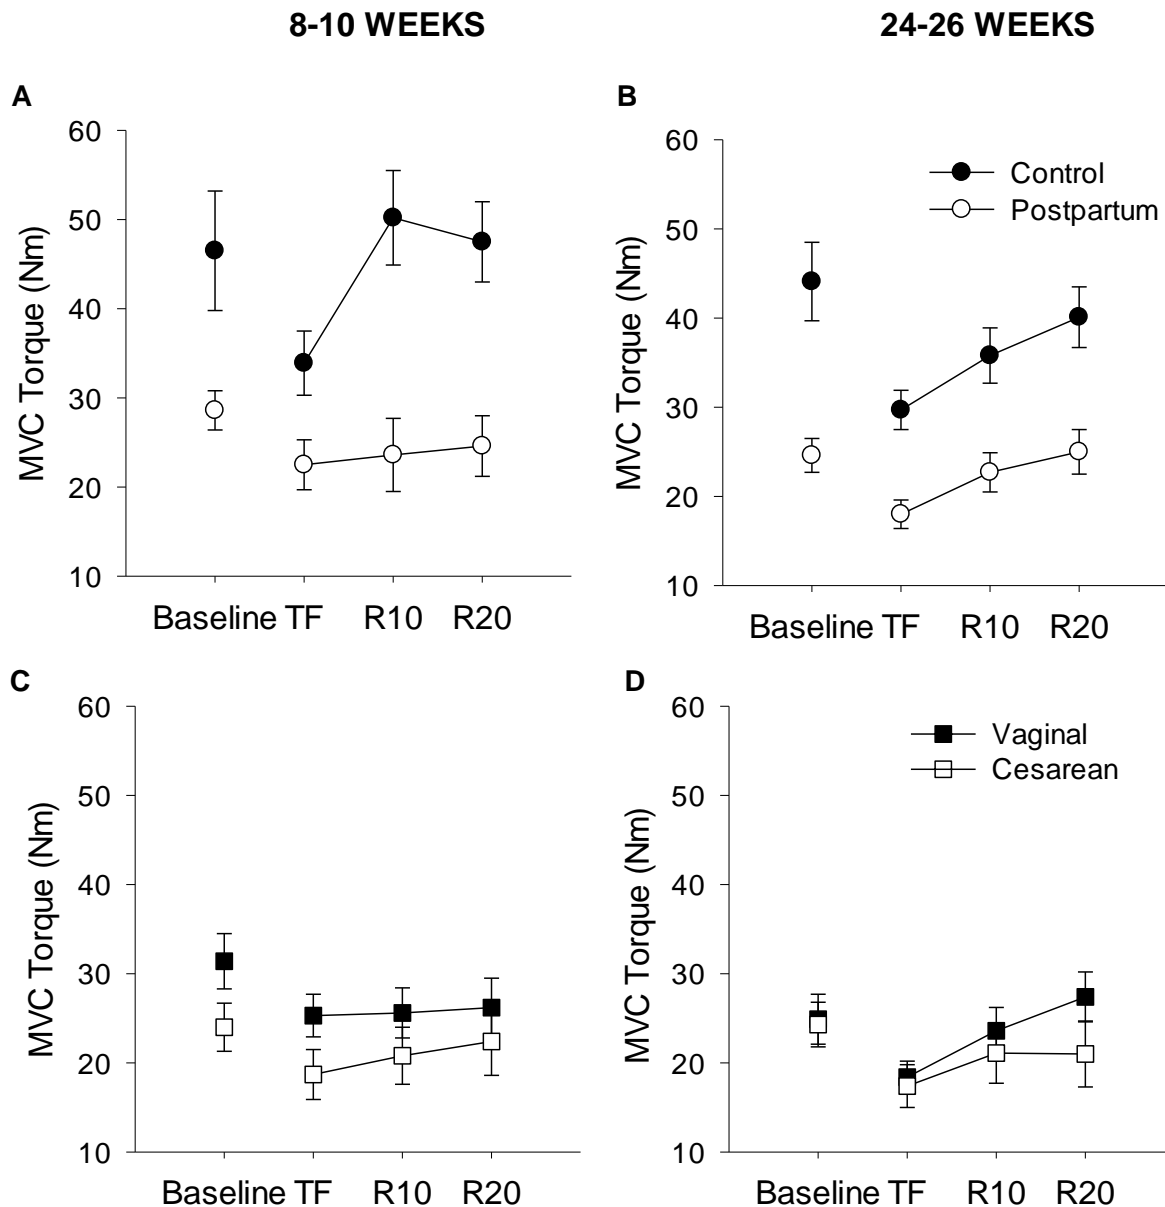 8-10 WEEKS
24-26 WEEKS
A
MVC Torque (Nm)
60
50
40
30
20
10
Baseline TF R10 R20
B
MVC Torque (Nm)
60
50
40
30
20
10
Control
Postpartum
Baseline TF R10 R20
C
MVC Torque (Nm)
60
50
40
30
20
10
Baseline TF R10 R20
D
MVC Torque (Nm)
60
50
40
30
20
10
Vaginal
Cesarean
Baseline TF R10 R20